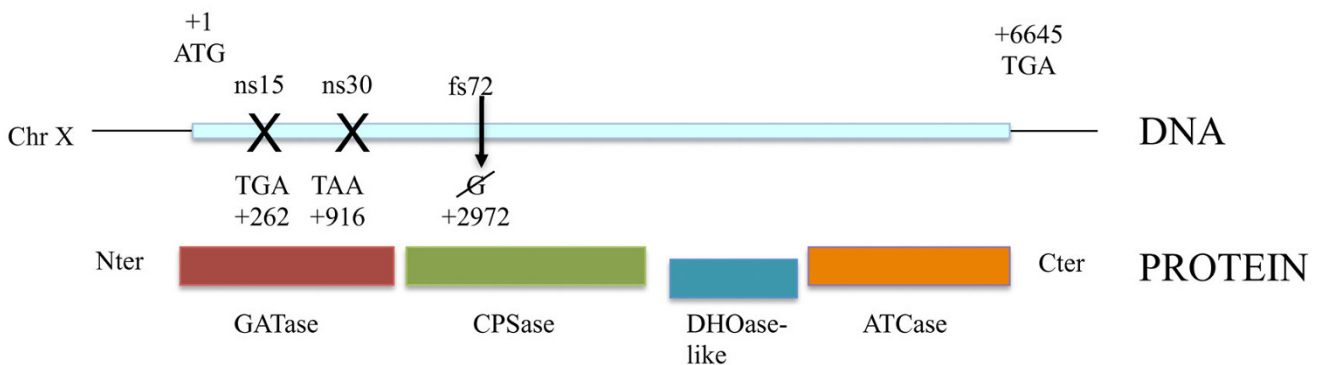 +1
ATG
+6645
TGA
ns15 ns30 fs72
Chr X
DNA
TGA TAA G
+262 +916 +2972
Nter
Cter
PROTEIN
GATase CPSase DHOase-
like
ATCase